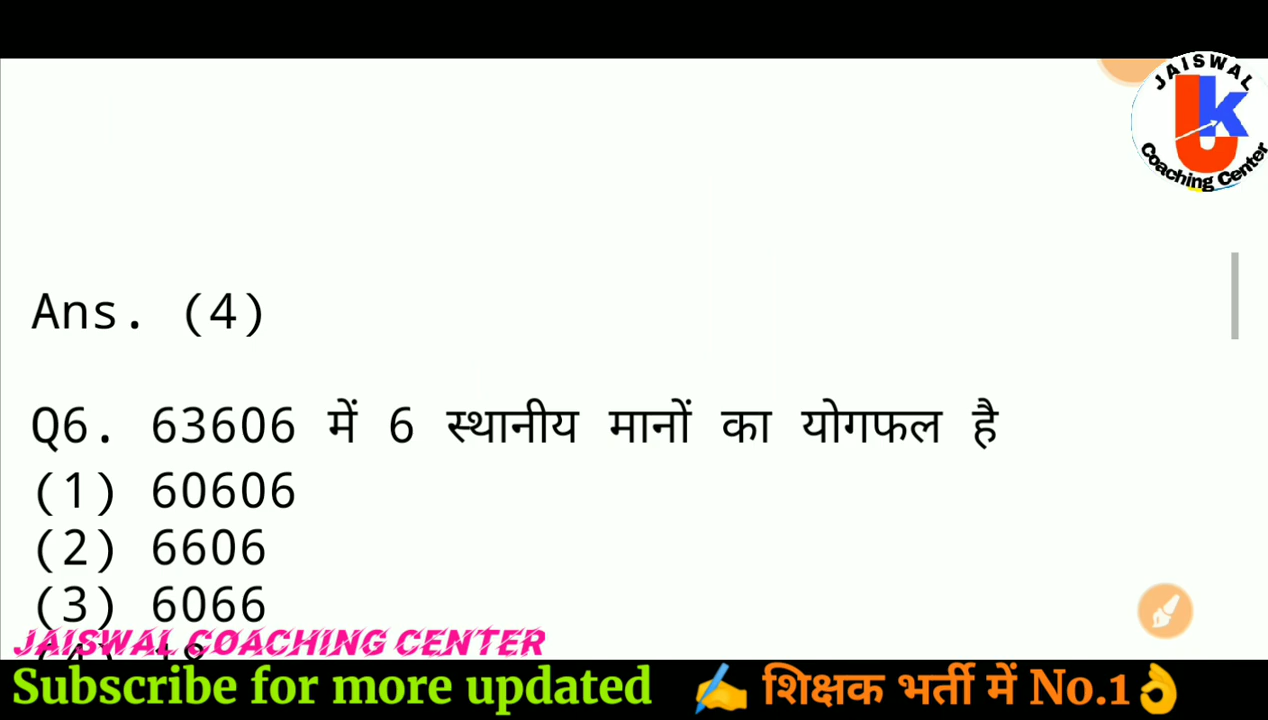 JAISWAL
JK
Coaching Center
Ans. (4)
Q6. 63606 में 6 स्थानीय मानों का योगफल है
(1) 60606
(2) 6606
(3) 6066
JAISWAL COACHING CENTER
Subscribe for more updated ✍️ शिक्षक भर्ती में No.1👌